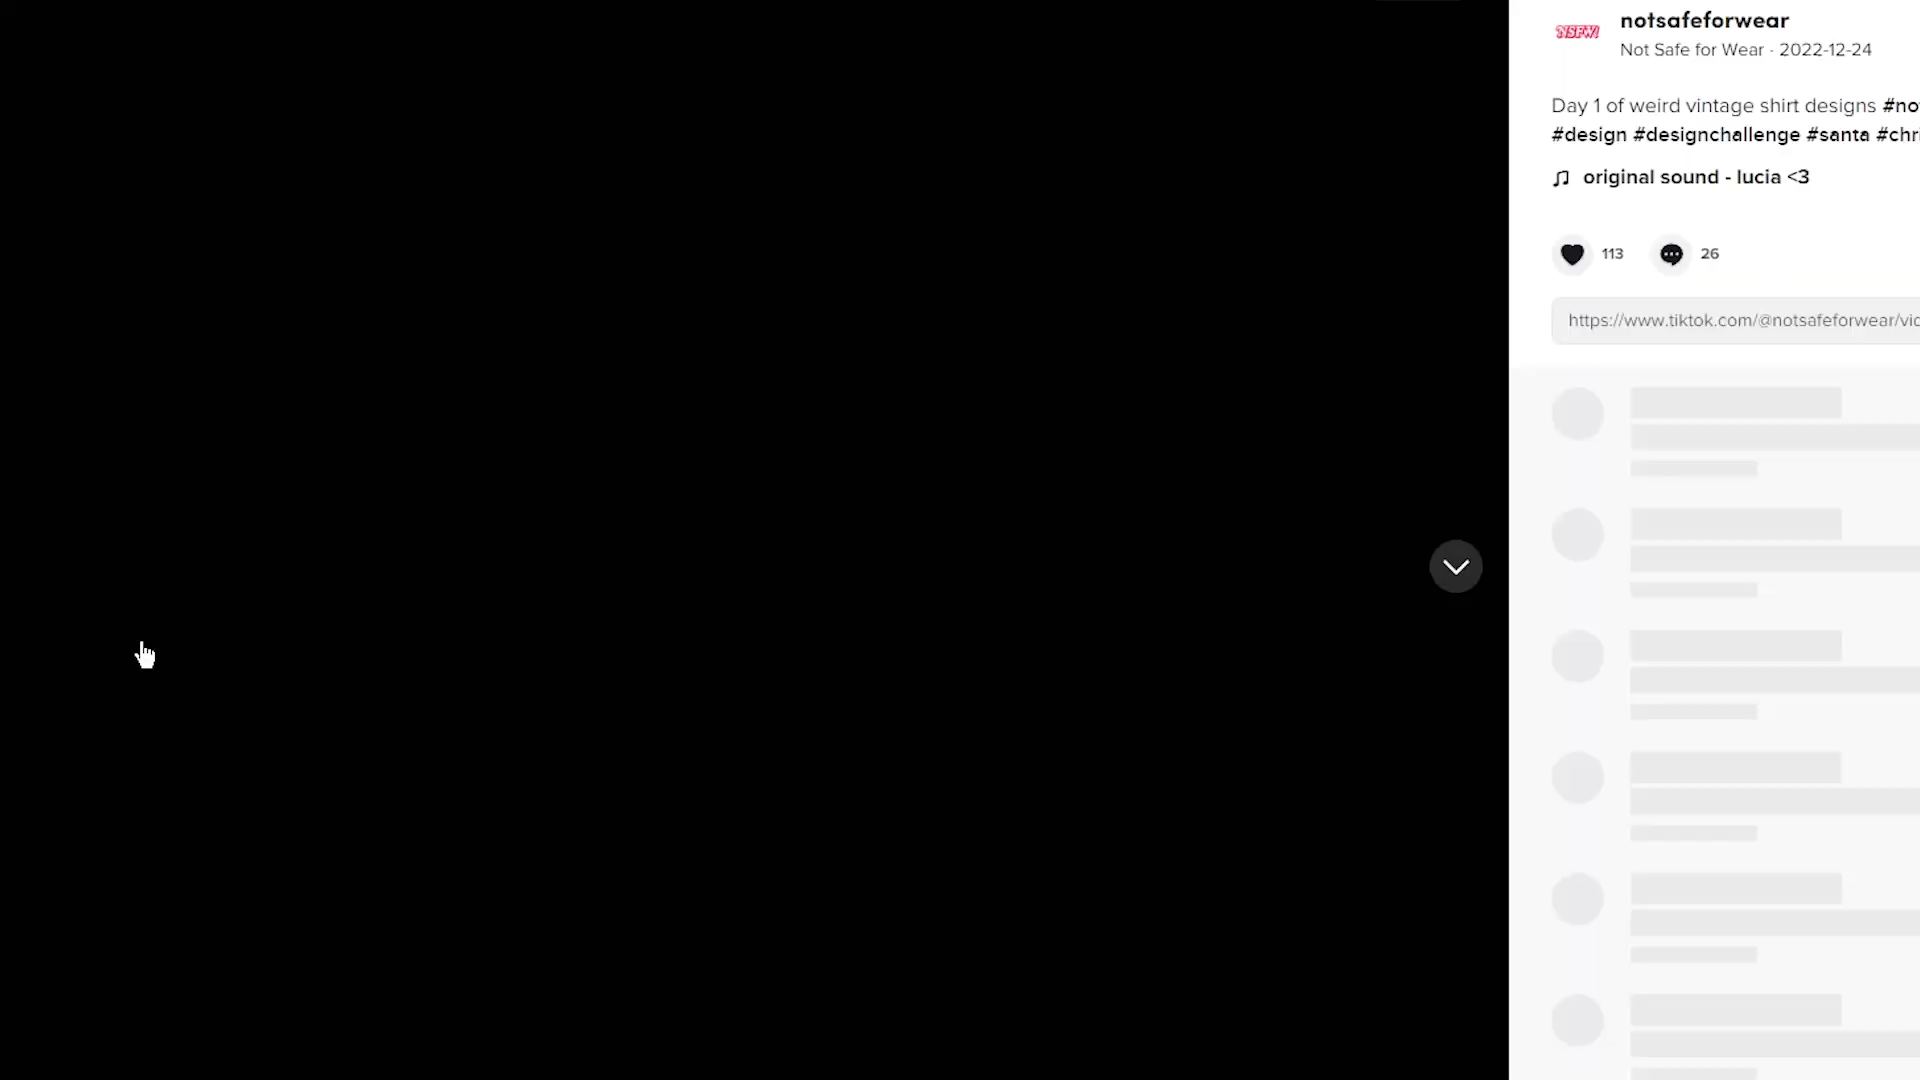 NSFW!
notsafeforwear
Not Safe for Wear · 2022-12-24
Day 1 of weird vintage shirt designs
#design #designchallenge #santa
original sound - lucia <3
113
26
https://www.tiktok.com/@notsafeforwear/